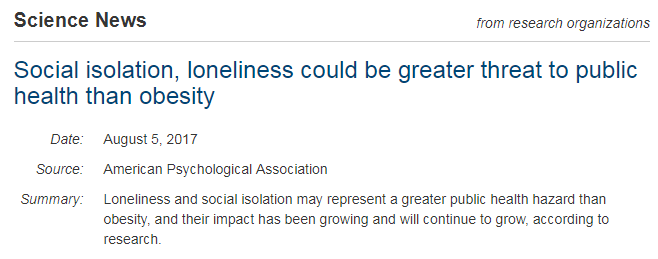 Science News
from research organizations
Social isolation, loneliness could be greater threat to public
health than obesity
Date: August 5, 2017
Source: American Psychological Association
Summary: Loneliness and social isolation may represent a greater public health hazard than
obesity, and their impact has been growing and will continue to grow, according to
research.